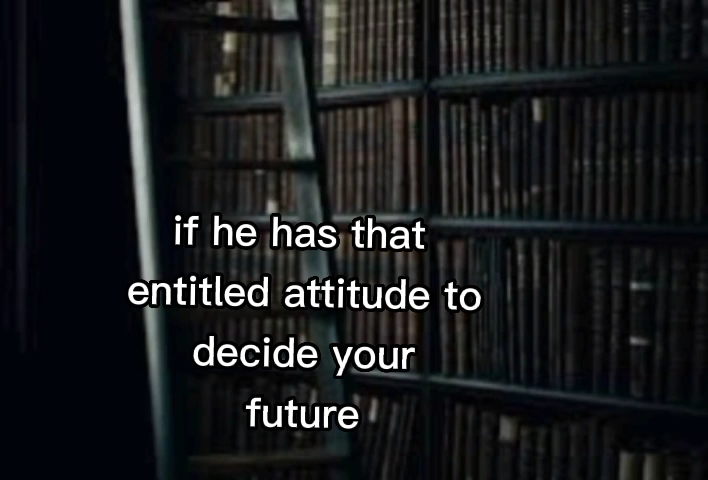 if he has that
entitled attitude to
decide your
future